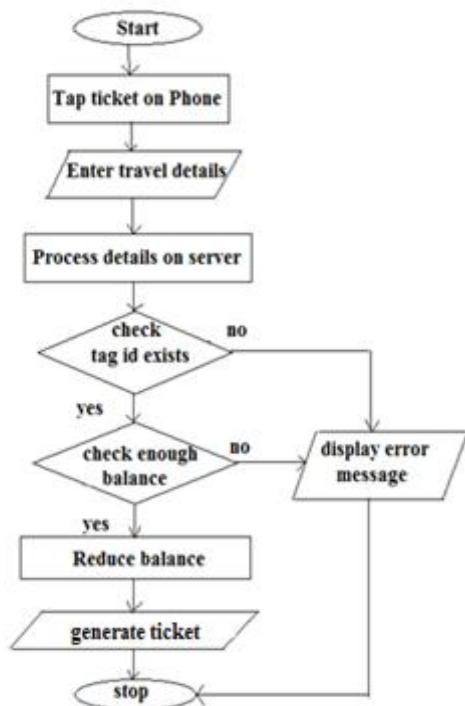 Start
Tap ticket on Phone
Enter travel details
Process details on server
check
tag id exists
no
yes
check enough
balance
no
display error
message
yes
Reduce balance
generate ticket
stop